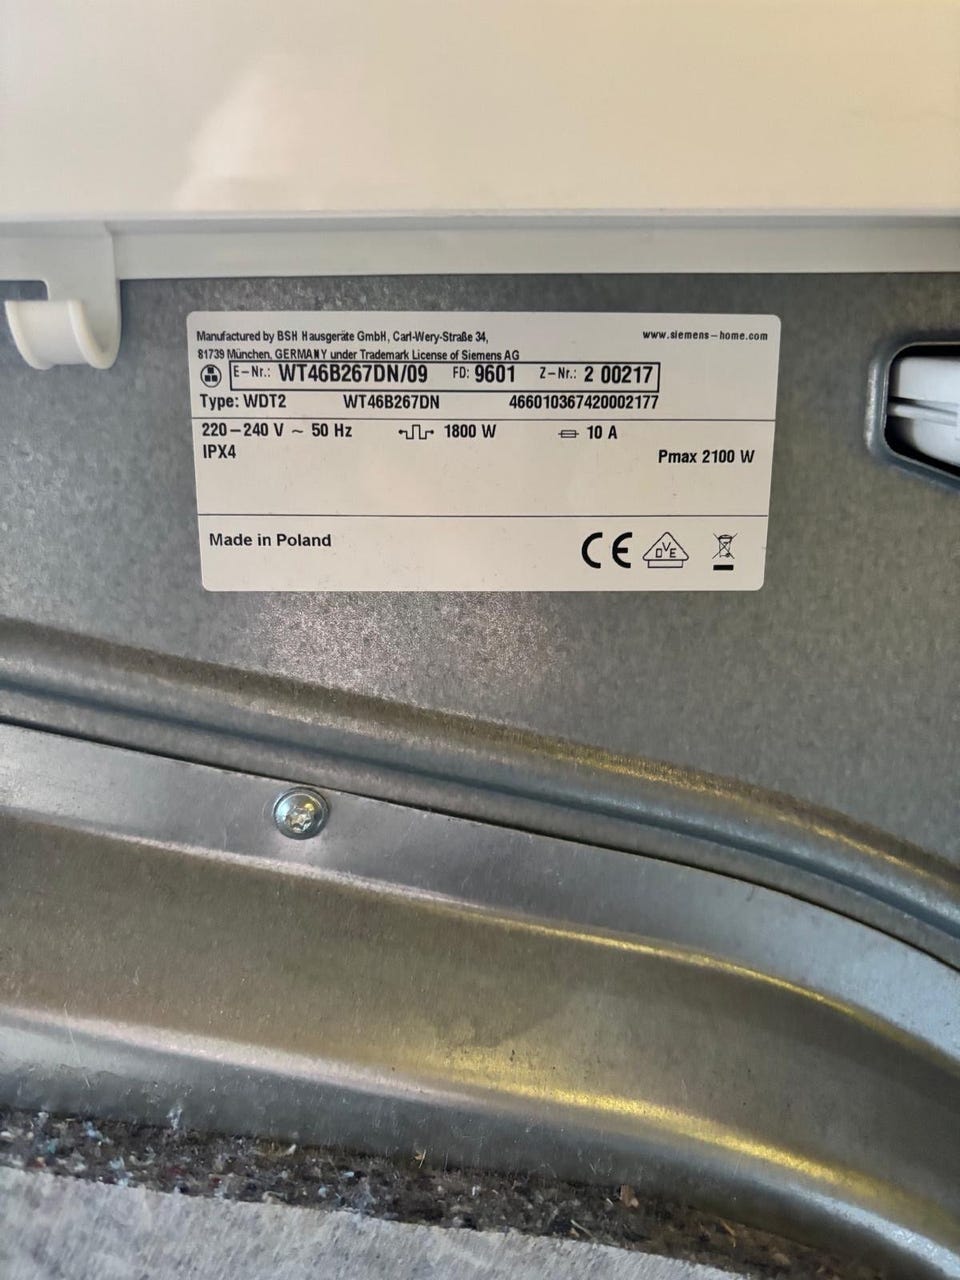 Manufactured by BSH Hausgeräte GmbH, Carl-Wery-Straße 34,
81739 München, GERMANY under Trademark License of Siemens AG
www.siemens-home.com
E-Nr.: WT46B267DN/09 FD: 9601 Z-Nr.: 2 00217
Type: WDT2 WT46B267DN 466010367420002177
220-240 V ~ 50 Hz 1800 W 10 A
IPX4
Pmax 2100 W
Made in Poland
CE DVE